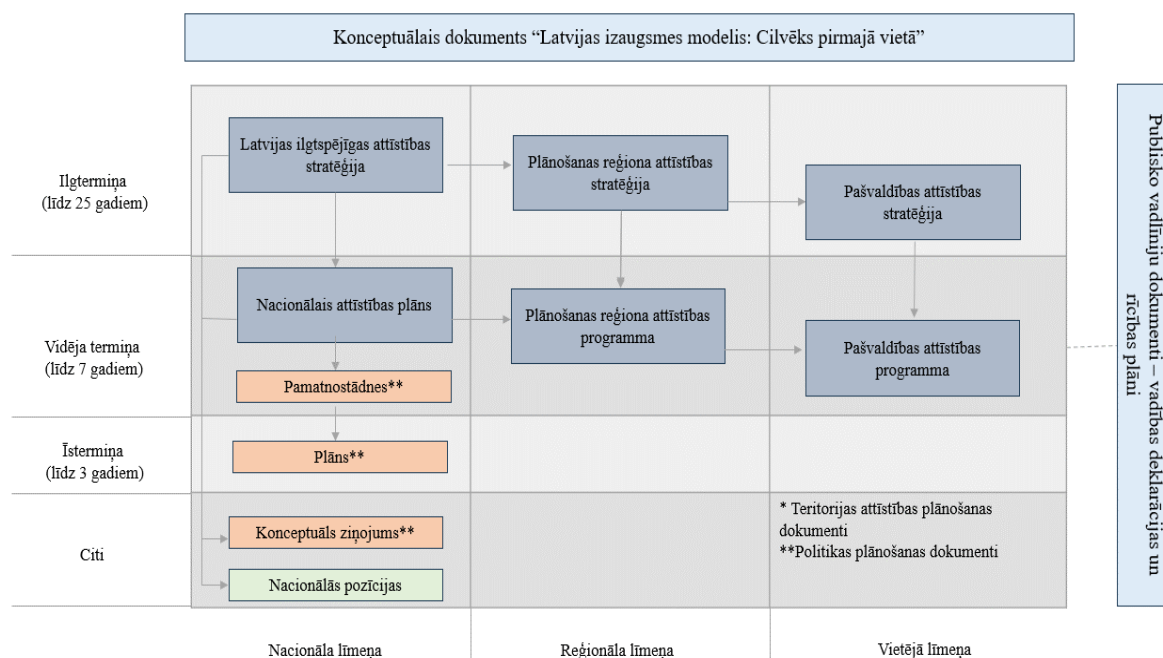 Konceptuālais dokuments “Latvijas izaugsmes modelis: Cilvēks pirmajā vietā”
Ilgtermiņa
(līdz 25 gadiem)
Latvijas ilgtspējīgas attīstības
stratēģija
Plānošanas reģiona attīstības
stratēģija
Pašvaldības attīstības
stratēģija
Vidēja termiņa
(līdz 7 gadiem)
Nacionālais attīstības plāns
Plānošanas reģiona attīstības
programma
Pašvaldības attīstības
programma
Pamatnostādnes**
Īstermiņa
(līdz 3 gadiem)
Plāns**
Citi
Konceptuāls ziņojums**
Nacionālās pozīcijas
* Teritorijas attīstības plānošanas
dokumenti
**Politikas plānošanas dokumenti
Nacionāla līmeņa
Reģionāla līmeņa
Vietējā līmeņa
Publisko vadlīniju dokumenti – vadības deklarācijas un
rīcības plāni